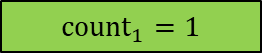 count₁ = 1